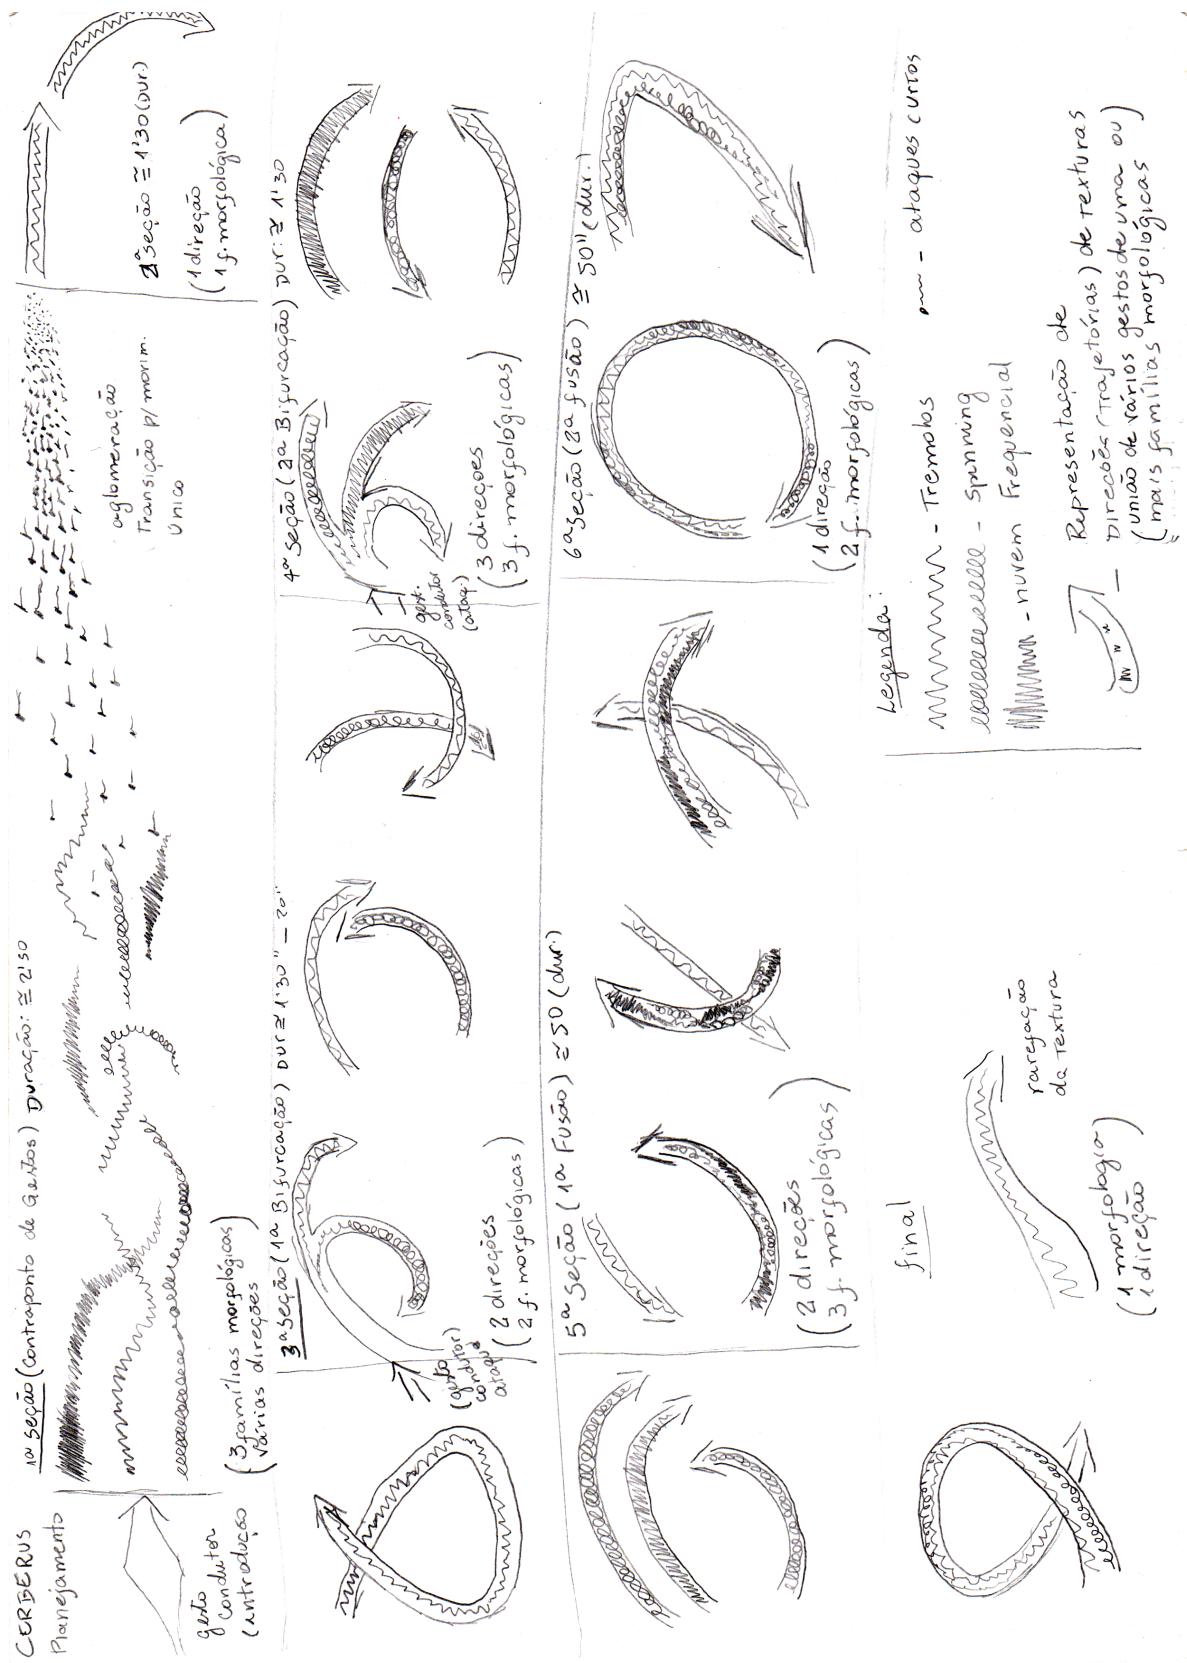 CERBERUS
Planejamento
gesto
condutor
(introdução
1ª seção (contraponto de Gestos) Duração: ≅ 2'30
(3 famílias morfológicas)
várias direções
aglomeração
Transição p/ morim.
único
2ª seção ≅ 1'30 (DUR.)
(1 direção
1 f. morfológica)
3ª seção (1ª Bifurcação) DUR ≅ 1'30" – 20"
(gesto
condutor)
ataque
(2 direções
2 f. morfológicas)
4ª seção (2ª Bifurcação) DUR: ≅ 1'30
gest.
condutor
(ataq.)
(3 direções
3 f. morfológicas)
5ª seção (1ª Fusão) ≅ 50 (dur.)
(2 direções
3 f. morfológicas)
6ª seção (2ª fusão) ≅ 50" (dur.)
(1 direção
2 f. morfológicas)
final
rarefação
da textura
(1 morfologia)
1 direção
Legenda:
- Tremolos
- spinning
- nuvem Frequencial
- ataques curtos
Representação de
Direções (Trajetórias) de texturas
(união de vários gestos de uma ou)
(mais famílias morfológicas